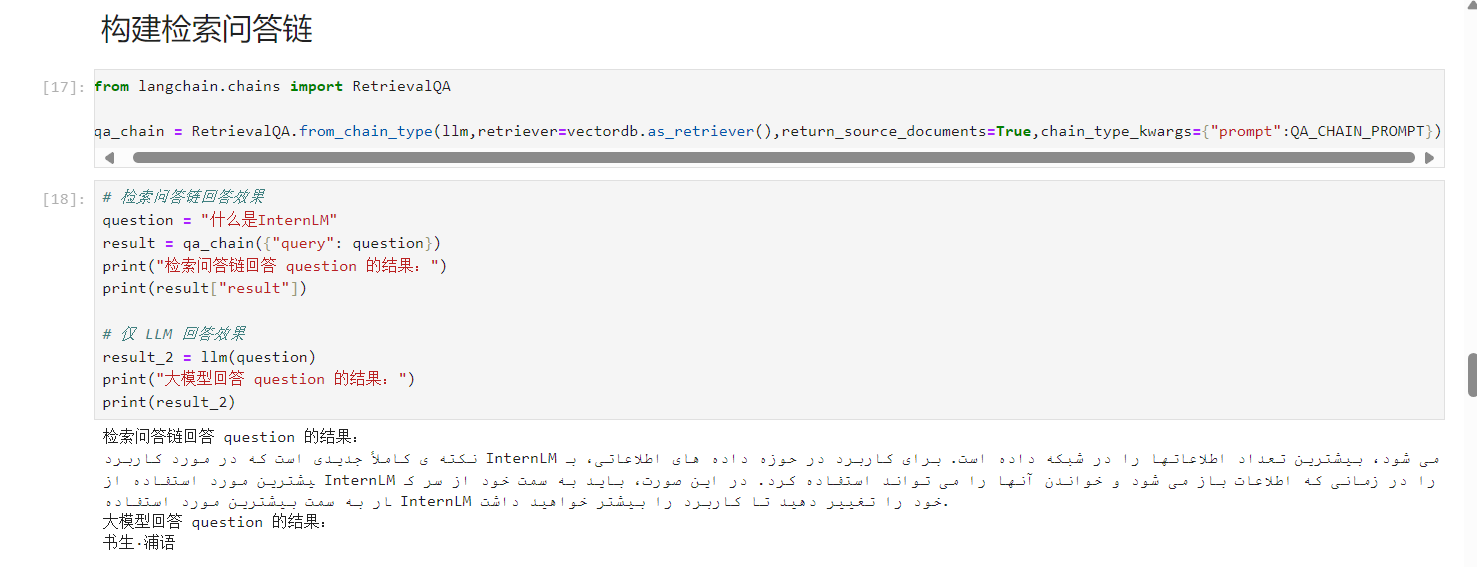 构建检索问答链
[17]:
from langchain.chains import RetrievalQA
qa_chain = RetrievalQA.from_chain_type(llm,retriever=vectordb.as_retriever(),return_source_documents=True,chain_type_kwargs={"prompt":QA_CHAIN_PROMPT})
[18]:
# 检索问答链回答效果
question = "什么是InternLM"
result = qa_chain({"query": question})
print("检索问答链回答 question 的结果：")
print(result["result"])
# 仅 LLM 回答效果
result_2 = llm(question)
print("大模型回答 question 的结果：")
print(result_2)
检索问答链回答 question 的结果：
نکته ی کاملاً جدیدی است که در مورد کاربرد InternLM می شود، بیشترین تعداد اطلاعاتها را در شبکه داده است. برای کاربرد در حوزه داده های اطلاعاتی، بـ
یشترین مورد استفاده از InternLM را در زمانی که اطلاعات باز می شود و خواندن آنها را می تواند استفاده کرد. در این صورت، باید به سمت خود از سر کـ
ار به سمت بیشترین مورد استفاده InternLM خود را تغییر دهید تا کاربرد را بیشتر خواهید داشت.
大模型回答 question 的结果：
书生·浦语